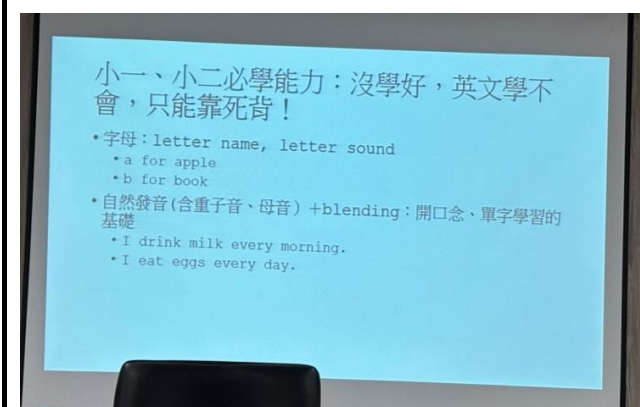 小一、小二必學能力：沒學好，英文學不
會，只能靠死背！
•字母：letter name, letter sound
•a for apple
•b for book
•自然發音(含重子音、母音）+blending：開口念、單字學習的
基礎
•I drink milk every morning.
•I eat eggs every day.